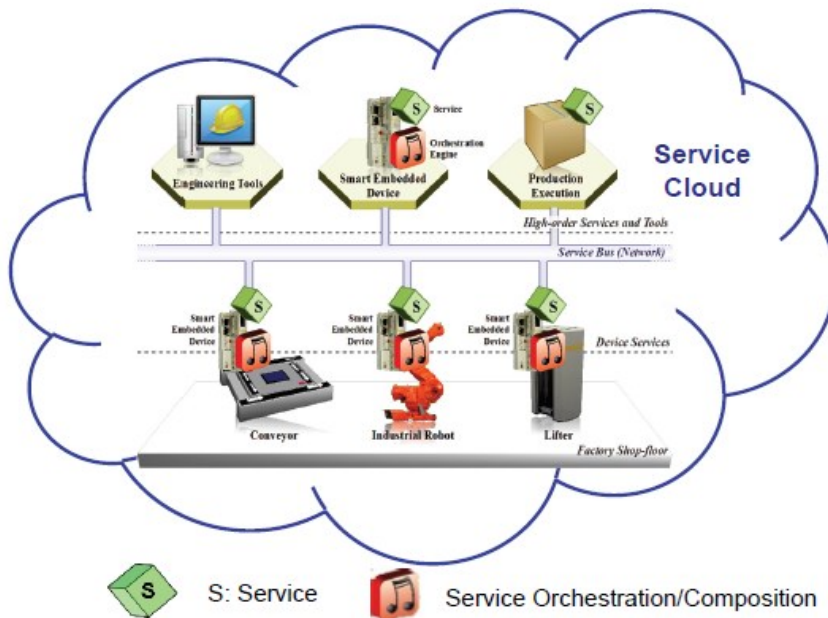 S
Service
S
Orchestration
Engine
Service
Cloud
Engineering Tools
Smart Embedded
Device
Production
Execution
High-order Services and Tools
Service Bus (Network)
S
S
S
Smart
Embedded
Device
Smart
Embedded
Device
Smart
Embedded
Device
Device Services
Conveyor
Industrial Robot
Lifter
Factory Shop-floor
S
S: Service
Service Orchestration/Composition